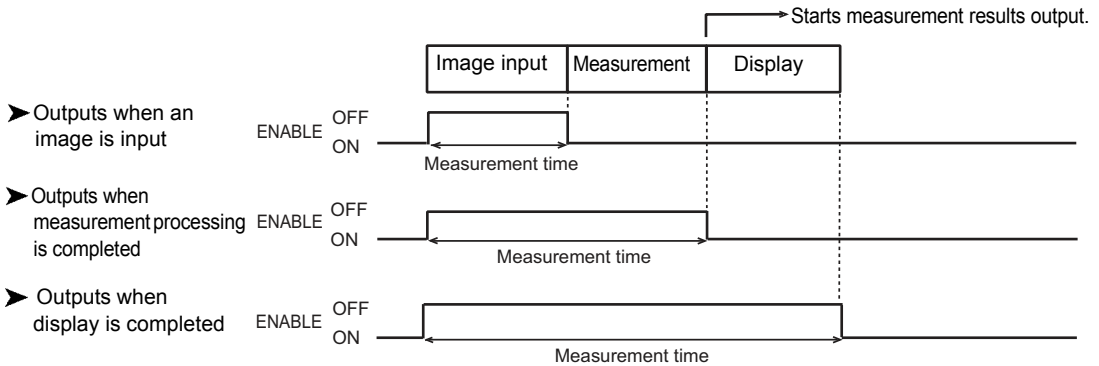 Starts measurement results output.
Image input Measurement Display
Outputs when an
image is input
ENABLE OFF
ON
Measurement time
Outputs when
measurement processing
is completed
ENABLE OFF
ON
Measurement time
Outputs when
display is completed
ENABLE OFF
ON
Measurement time